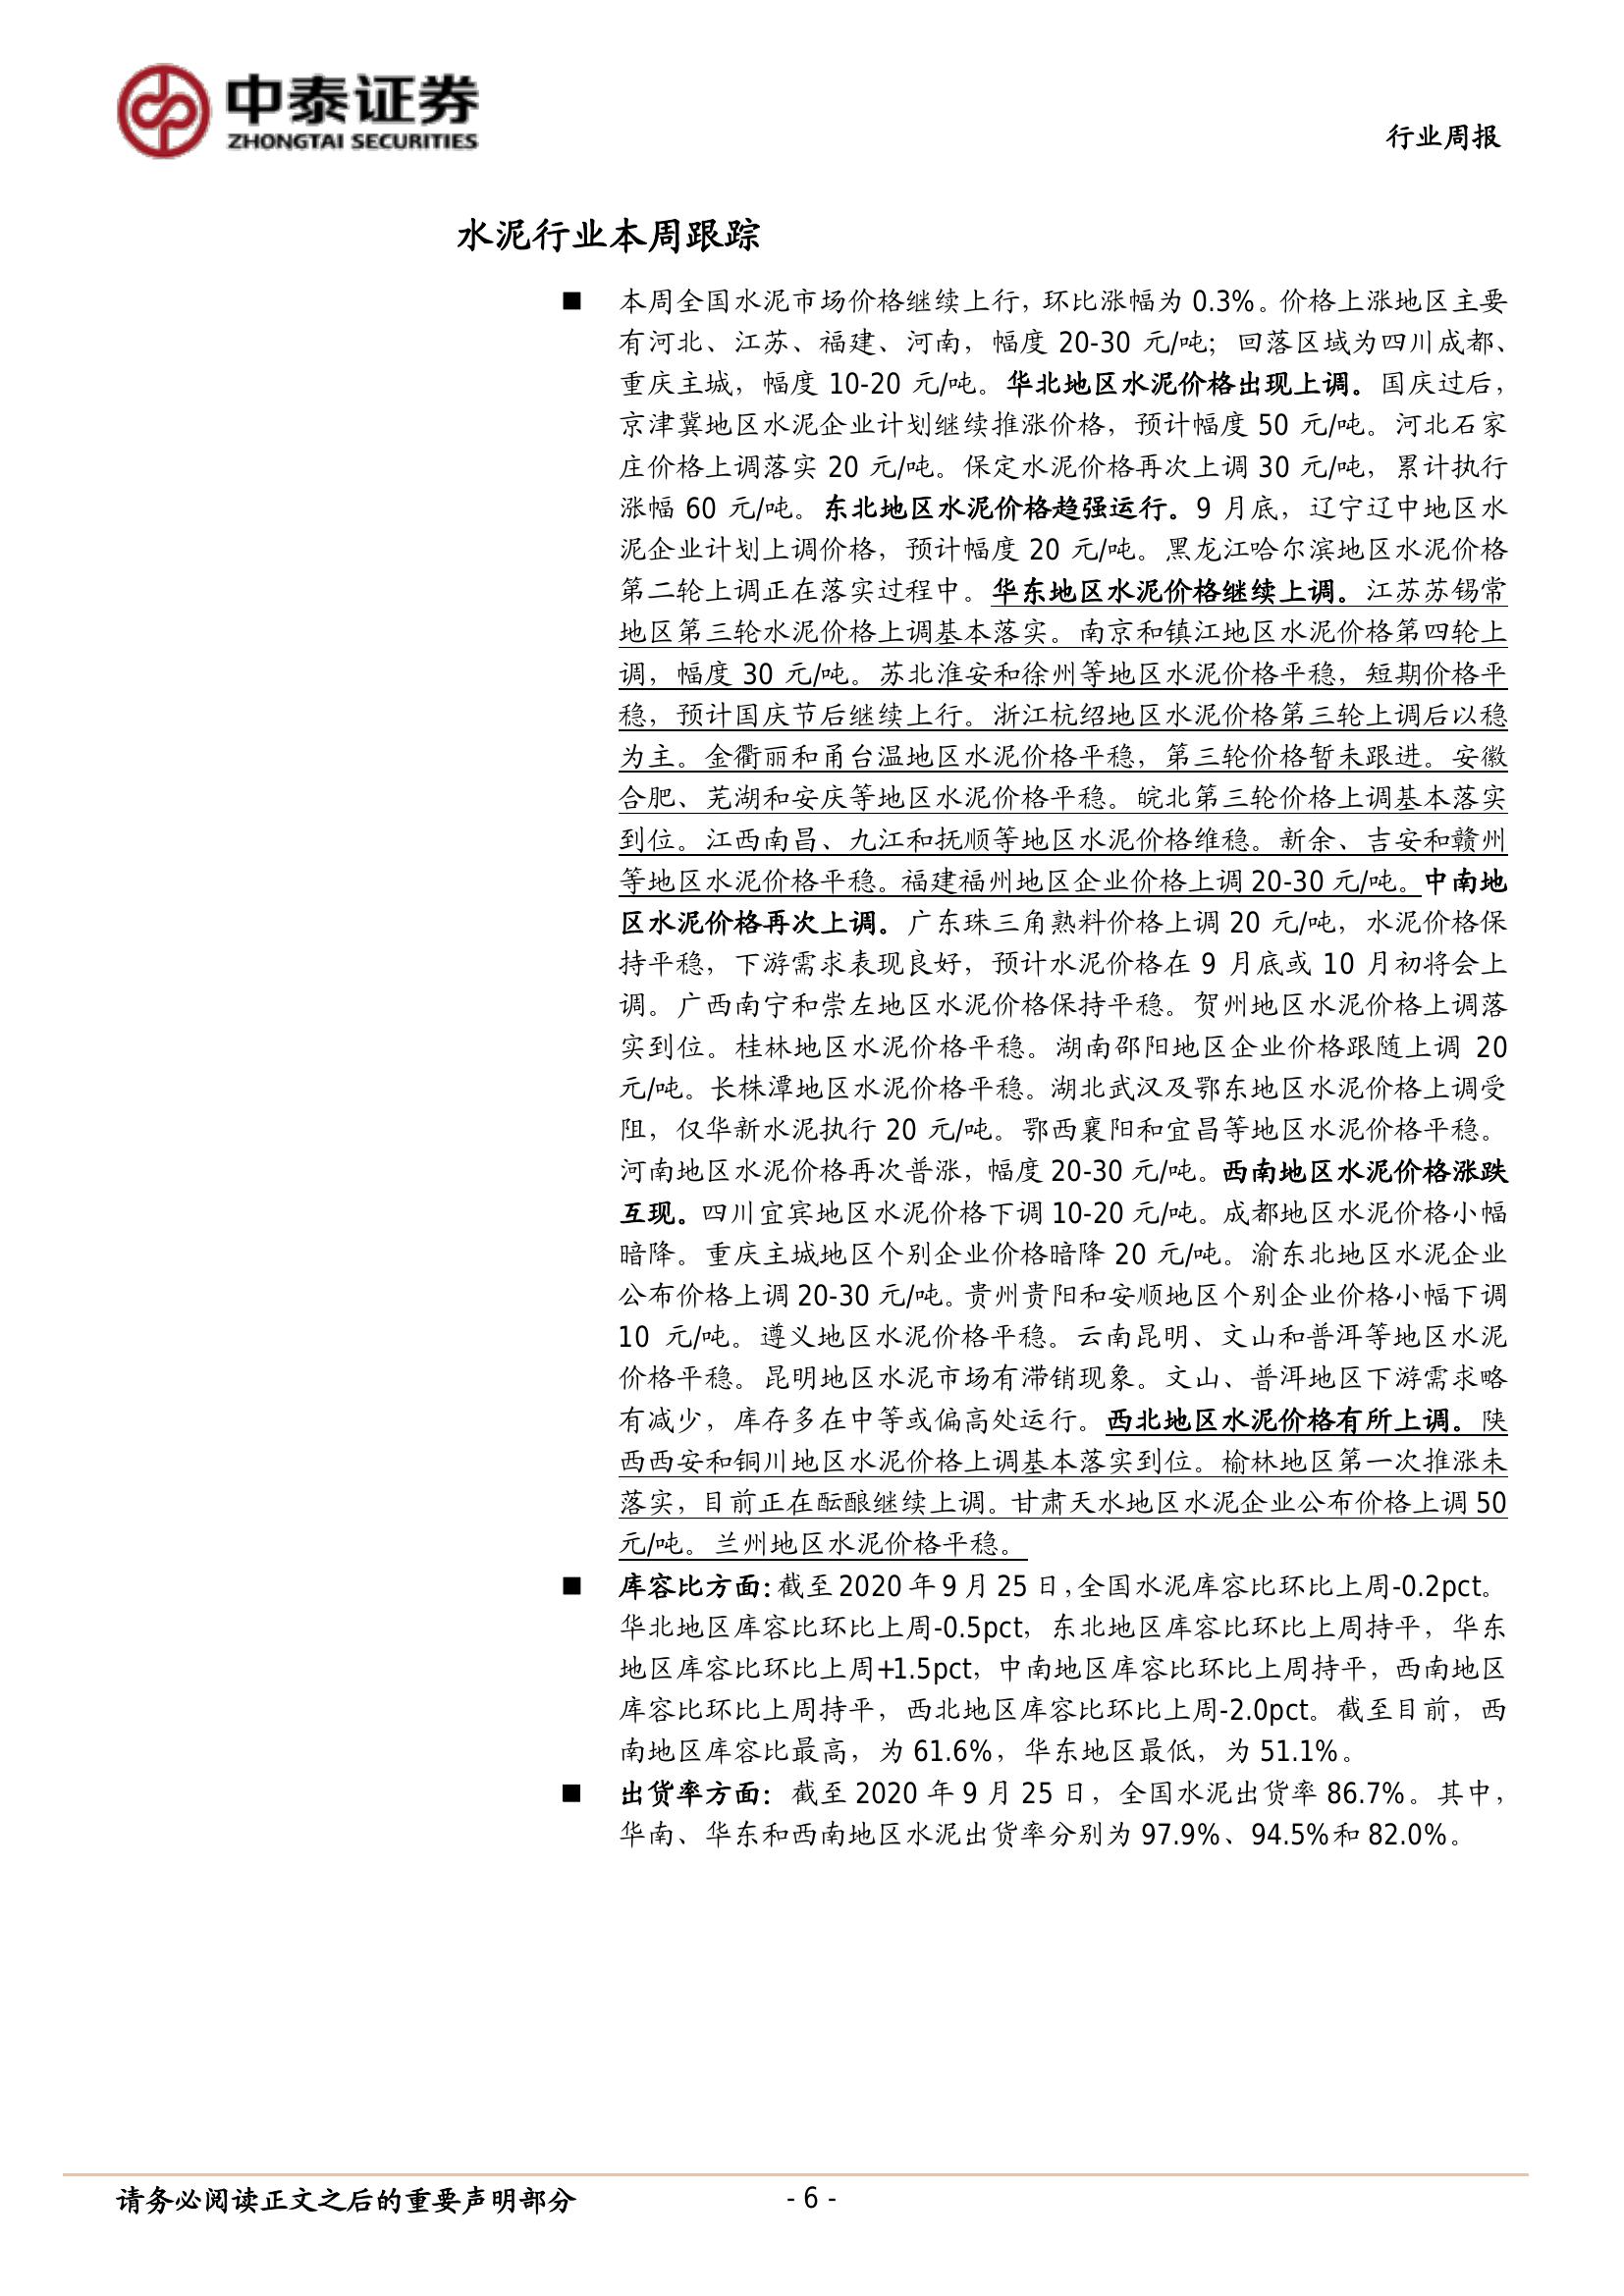 中泰证券
ZHONGTAI SECURITIES
行业周报
水泥行业本周跟踪
■ 本周全国水泥市场价格继续上行，环比涨幅为 0.3%。价格上涨地区主要
有河北、江苏、福建、河南，幅度 20-30 元/吨；回落区域为四川成都、
重庆主城，幅度 10-20 元/吨。华北地区水泥价格出现上调。国庆过后，
京津冀地区水泥企业计划继续推涨价格，预计幅度 50 元/吨。河北石家
庄价格上调落实 20 元/吨。保定水泥价格再次上调 30 元/吨，累计执行
涨幅 60 元/吨。东北地区水泥价格趋强运行。9 月底，辽宁辽中地区水
泥企业计划上调价格，预计幅度 20 元/吨。黑龙江哈尔滨地区水泥价格
第二轮上调正在落实过程中。华东地区水泥价格继续上调。江苏苏锡常
地区第三轮水泥价格上调基本落实。南京和镇江地区水泥价格第四轮上
调，幅度 30 元/吨。苏北淮安和徐州等地区水泥价格平稳，短期价格平
稳，预计国庆节后继续上行。浙江杭绍地区水泥价格第三轮上调后以稳
为主。金衢丽和甬台温地区水泥价格平稳，第三轮价格暂未跟进。安徽
合肥、芜湖和安庆等地区水泥价格平稳。皖北第三轮价格上调基本落实
到位。江西南昌、九江和抚顺等地区水泥价格维稳。新余、吉安和赣州
等地区水泥价格平稳。福建福州地区企业价格上调 20-30 元/吨。中南地
区水泥价格再次上调。广东珠三角熟料价格上调 20 元/吨，水泥价格保
持平稳，下游需求表现良好，预计水泥价格在 9 月底或 10 月初将会上
调。广西南宁和崇左地区水泥价格保持平稳。贺州地区水泥价格上调落
实到位。桂林地区水泥价格平稳。湖南邵阳地区企业价格跟随上调 20
元/吨。长株潭地区水泥价格平稳。湖北武汉及鄂东地区水泥价格上调受
阻，仅华新水泥执行 20 元/吨。鄂西襄阳和宜昌等地区水泥价格平稳。
河南地区水泥价格再次普涨，幅度 20-30 元/吨。西南地区水泥价格涨跌
互现。四川宜宾地区水泥价格下调 10-20 元/吨。成都地区水泥价格小幅
暗降。重庆主城地区个别企业价格暗降 20 元/吨。渝东北地区水泥企业
公布价格上调 20-30 元/吨。贵州贵阳和安顺地区个别企业价格小幅下调
10 元/吨。遵义地区水泥价格平稳。云南昆明、文山和普洱等地区水泥
价格平稳。昆明地区水泥市场有滞销现象。文山、普洱地区下游需求略
有减少，库存多在中等或偏高处运行。西北地区水泥价格有所上调。陕
西西安和铜川地区水泥价格上调基本落实到位。榆林地区第一次推涨未
落实，目前正在酝酿继续上调。甘肃天水地区水泥企业公布价格上调 50
元/吨。兰州地区水泥价格平稳。
■ 库容比方面：截至 2020 年 9 月 25 日，全国水泥库容比环比上周-0.2pct。
华北地区库容比环比上周-0.5pct，东北地区库容比环比上周持平，华东
地区库容比环比上周+1.5pct，中南地区库容比环比上周持平，西南地区
库容比环比上周持平，西北地区库容比环比上周-2.0pct。截至目前，西
南地区库容比最高，为 61.6%，华东地区最低，为 51.1%。
■ 出货率方面：截至 2020 年 9 月 25 日，全国水泥出货率 86.7%。其中，
华南、华东和西南地区水泥出货率分别为 97.9%、94.5%和 82.0%。
请务必阅读正文之后的重要声明部分
- 6 -